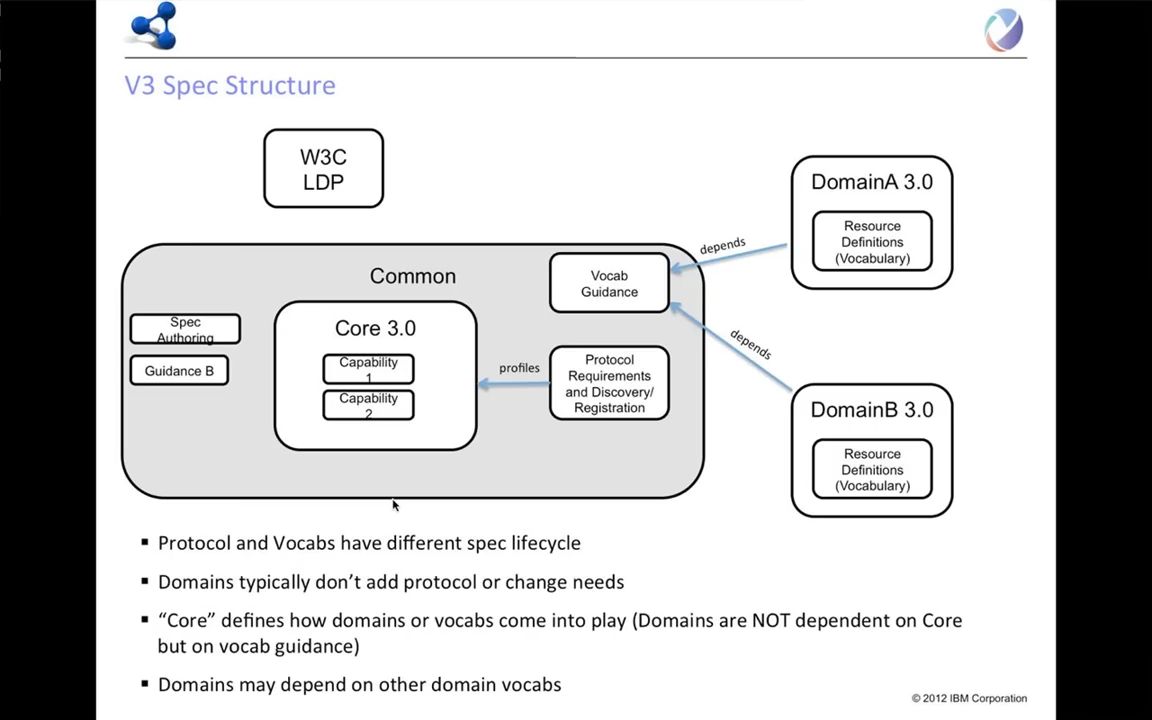 V3 Spec Structure
W3C
LDP
DomainA 3.0
Resource
Definitions
(Vocabulary)
depends
Common
Vocab
Guidance
Spec
Authoring
Guidance B
Core 3.0
Capability
1
Capability
2
profiles
Protocol
Requirements
and Discovery/
Registration
depends
DomainB 3.0
Resource
Definitions
(Vocabulary)
▪ Protocol and Vocabs have different spec lifecycle
▪ Domains typically don’t add protocol or change needs
▪ “Core” defines how domains or vocabs come into play (Domains are NOT dependent on Core
but on vocab guidance)
▪ Domains may depend on other domain vocabs
© 2012 IBM Corporation